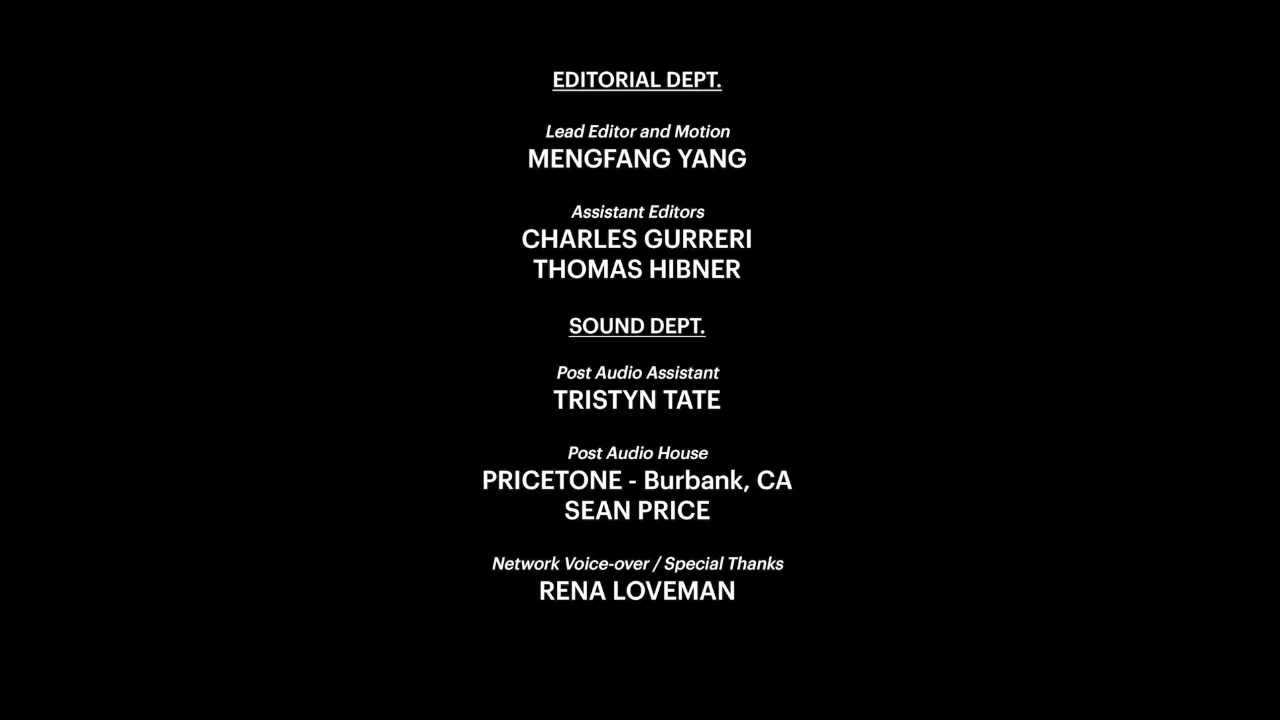 EDITORIAL DEPT.
Lead Editor and Motion
MENGFANG YANG
Assistant Editors
CHARLES GURRERI
THOMAS HIBNER
SOUND DEPT.
Post Audio Assistant
TRISTYN TATE
Post Audio House
PRICETONE - Burbank, CA
SEAN PRICE
Network Voice-over / Special Thanks
RENA LOVEMAN